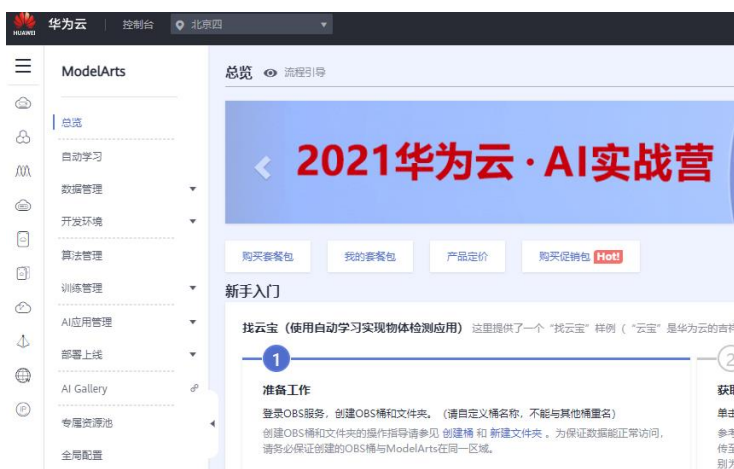 HUAWEI 华为云 控制台 北京四
ModelArts
总览 流程引导
总览
自动学习
数据管理
开发环境
算法管理
训练管理
AI应用管理
部署上线
AI Gallery
专属资源池
全局配置
2021华为云·AI实战营
购买套餐包 我的套餐包 产品定价 购买促销包 Hot!
新手入门
找云宝（使用自动学习实现物体检测应用） 这里提供了一个“找云宝”样例（“云宝”是华为云的吉祥
1
准备工作
登录OBS服务，创建OBS桶和文件夹。（请自定义桶名称，不能与其他桶重名）
创建OBS桶和文件夹的操作指导请参见 创建桶 和 新建文件夹 。为保证数据能正常访问，
请务必保证创建的OBS桶与ModelArts在同一区域。
2
获取
单击
参考
传至
别为